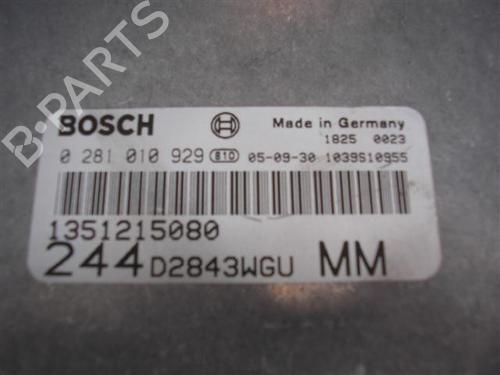 BOSCH Made in Germany
1825 0023
0 281 010 929 810 05-09-30 1039S10955
1351215080
244 D2843WGU MM
B-PARTS